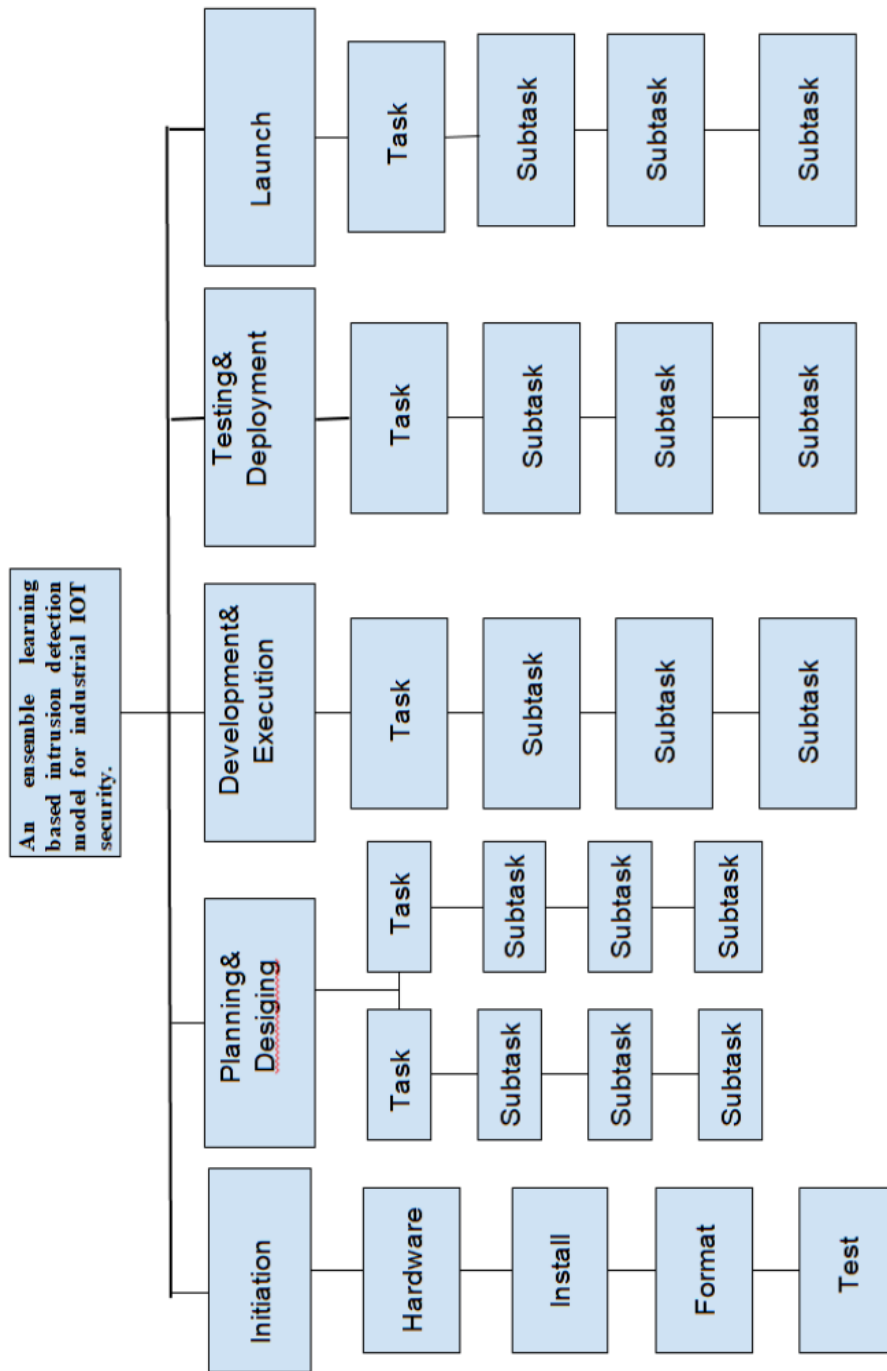 An ensemble learning
based intrusion detection
model for industrial IOT
security.
Initiation
Hardware
Install
Format
Test
Planning&
Desiging
Task
Subtask
Subtask
Subtask
Task
Subtask
Subtask
Subtask
Development&
Execution
Task
Subtask
Subtask
Subtask
Testing&
Deployment
Task
Subtask
Subtask
Subtask
Launch
Task
Subtask
Subtask
Subtask